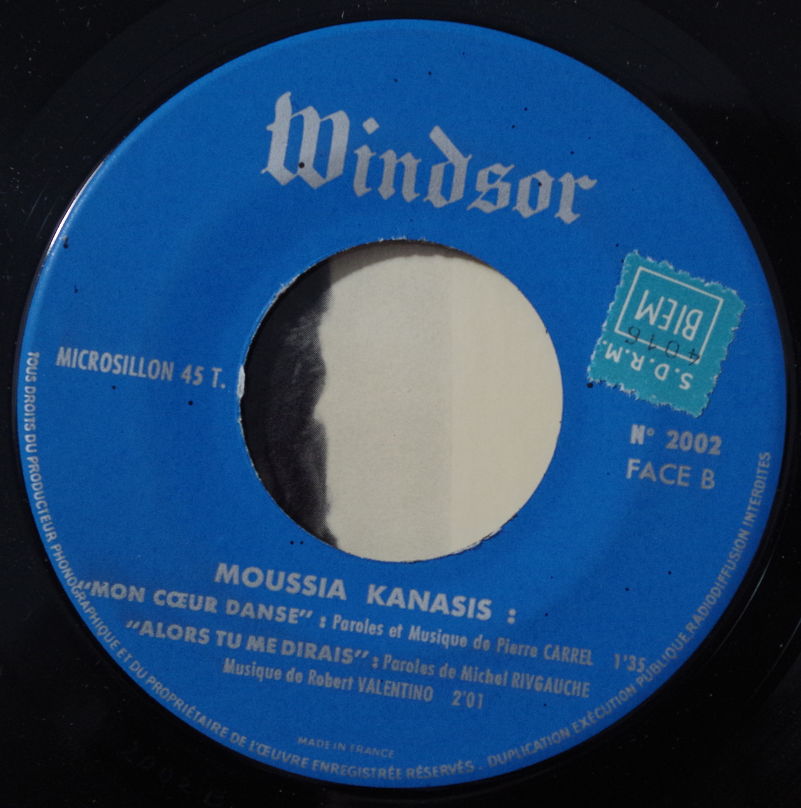 Windsor
BIEM
4016
S.D.R.M.
MICROSILLON 45 T.
N° 2002
FACE B
MOUSSIA KANASIS :
"MON CŒUR DANSE" : Paroles et Musique de Pierre CARREL 1'35
"ALORS TU ME DIRAIS" : Paroles de Michel RIVGAUCHE
Musique de Robert VALENTINO 2'01
MADE IN FRANCE
TOUS DROITS DU PRODUCTEUR PHONOGRAPHIQUE ET DU PROPRIÉTAIRE DE L'ŒUVRE ENREGISTRÉE RÉSERVÉS - DUPLICATION EXÉCUTION PUBLIQUE.RADIODIFFUSION INTERDITES